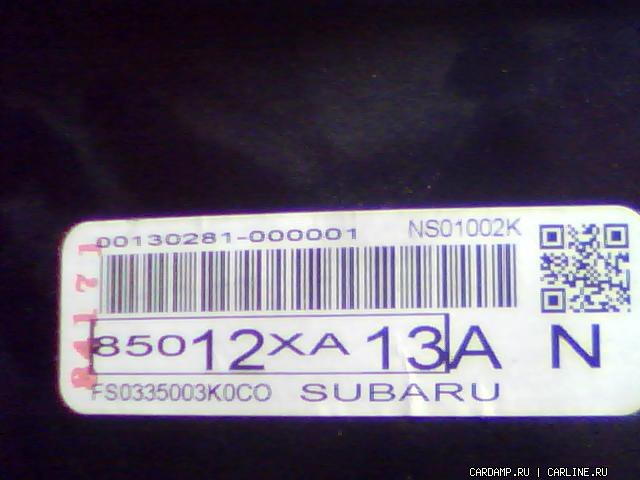 00130281-000001 NS01002K
85012XA13A N
FS0335003K0CO SUBARU
CARDAMP.RU | CARLINE.RU